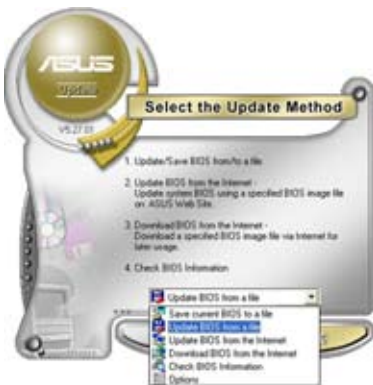 ASUS
Update
V5.27.01
Select the Update Method
1. Update/Save BIOS from/to a file
2. Update BIOS from the Internet -
Update system BIOS using a specified BIOS image file
on ASUS Web Site.
3. Download BIOS from the Internet -
Download a specified BIOS image file via Internet for
later usage.
4. Check BIOS Information
Update BIOS from a file
Save current BIOS to a file
Update BIOS from a file
Update BIOS from the Internet
Download BIOS from the Internet
Check BIOS Information
Options